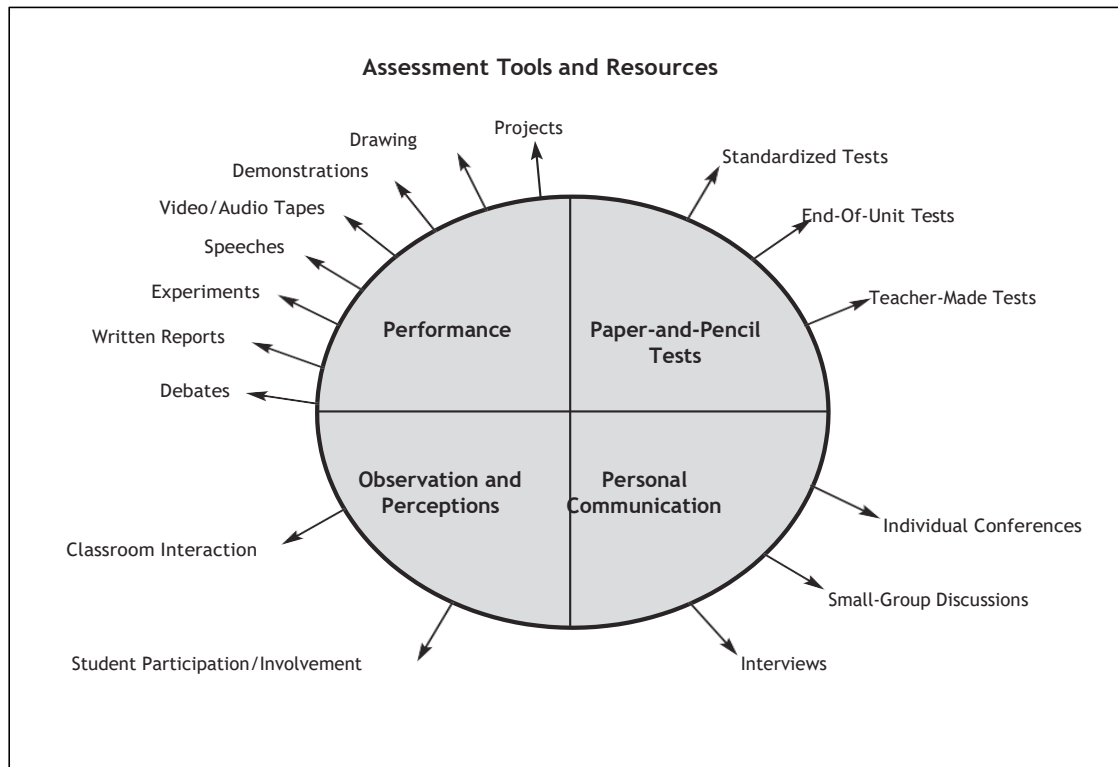 Assessment Tools and Resources
Projects
Drawing
Demonstrations
Video/Audio Tapes
Speeches
Experiments
Written Reports
Debates
Standardized Tests
End-Of-Unit Tests
Teacher-Made Tests
Performance
Paper-and-Pencil
Tests
Observation and
Perceptions
Personal
Communication
Classroom Interaction
Student Participation/Involvement
Individual Conferences
Small-Group Discussions
Interviews